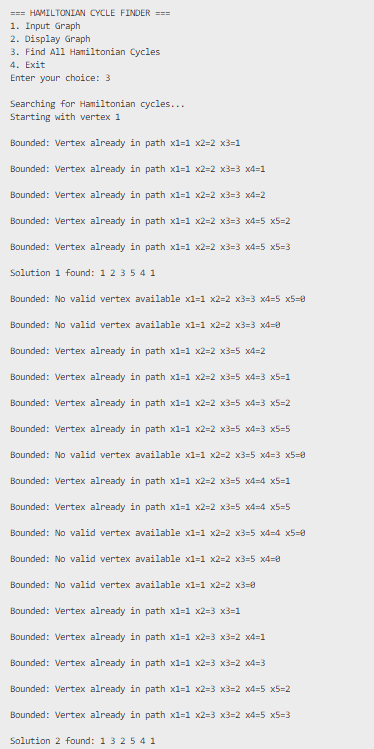 === HAMILTONIAN CYCLE FINDER ===
1. Input Graph
2. Display Graph
3. Find All Hamiltonian Cycles
4. Exit
Enter your choice: 3
Searching for Hamiltonian cycles...
Starting with vertex 1
Bounded: Vertex already in path x1=1 x2=2 x3=1
Bounded: Vertex already in path x1=1 x2=2 x3=3 x4=1
Bounded: Vertex already in path x1=1 x2=2 x3=3 x4=2
Bounded: Vertex already in path x1=1 x2=2 x3=3 x4=5 x5=2
Bounded: Vertex already in path x1=1 x2=2 x3=3 x4=5 x5=3
Solution 1 found: 1 2 3 5 4 1
Bounded: No valid vertex available x1=1 x2=2 x3=3 x4=5 x5=0
Bounded: No valid vertex available x1=1 x2=2 x3=3 x4=0
Bounded: Vertex already in path x1=1 x2=2 x3=5 x4=2
Bounded: Vertex already in path x1=1 x2=2 x3=5 x4=3 x5=1
Bounded: Vertex already in path x1=1 x2=2 x3=5 x4=3 x5=2
Bounded: Vertex already in path x1=1 x2=2 x3=5 x4=3 x5=5
Bounded: No valid vertex available x1=1 x2=2 x3=5 x4=3 x5=0
Bounded: Vertex already in path x1=1 x2=2 x3=5 x4=4 x5=1
Bounded: Vertex already in path x1=1 x2=2 x3=5 x4=4 x5=5
Bounded: No valid vertex available x1=1 x2=2 x3=5 x4=4 x5=0
Bounded: No valid vertex available x1=1 x2=2 x3=5 x4=0
Bounded: No valid vertex available x1=1 x2=2 x3=0
Bounded: Vertex already in path x1=1 x2=3 x3=1
Bounded: Vertex already in path x1=1 x2=3 x3=2 x4=1
Bounded: Vertex already in path x1=1 x2=3 x3=2 x4=3
Bounded: Vertex already in path x1=1 x2=3 x3=2 x4=5 x5=2
Bounded: Vertex already in path x1=1 x2=3 x3=2 x4=5 x5=3
Solution 2 found: 1 3 2 5 4 1